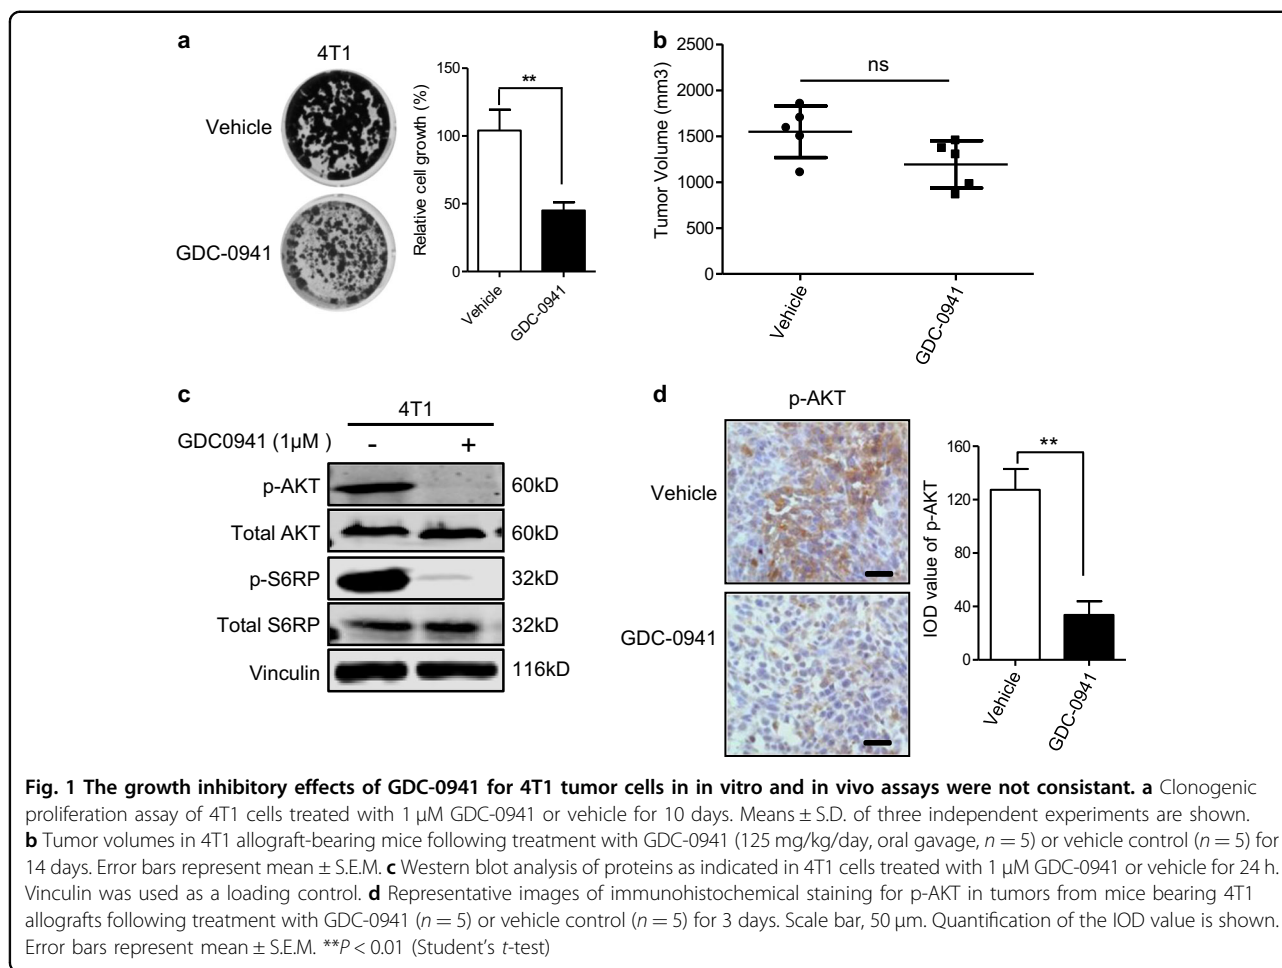 a
4T1
Vehicle
GDC-0941
Relative cell growth (%)
150
100
50
0
**
Vehicle
GDC-0941
b
Tumor Volume (mm3)
2500
2000
1500
1000
500
0
ns
Vehicle
GDC-0941
c
4T1
GDC0941 (1μM )
-
+
p-AKT
60kD
Total AKT
60kD
p-S6RP
32kD
Total S6RP
32kD
Vinculin
116kD
d
p-AKT
Vehicle
GDC-0941
IOD value of p-AKT
160
120
80
40
0
**
Vehicle
GDC-0941
Fig. 1 The growth inhibitory effects of GDC-0941 for 4T1 tumor cells in in vitro and in vivo assays were not consistant. a Clonogenic
proliferation assay of 4T1 cells treated with 1 μM GDC-0941 or vehicle for 10 days. Means ± S.D. of three independent experiments are shown.
b Tumor volumes in 4T1 allograft-bearing mice following treatment with GDC-0941 (125 mg/kg/day, oral gavage, n = 5) or vehicle control (n = 5) for
14 days. Error bars represent mean ± S.E.M. c Western blot analysis of proteins as indicated in 4T1 cells treated with 1 μM GDC-0941 or vehicle for 24 h.
Vinculin was used as a loading control. d Representative images of immunohistochemical staining for p-AKT in tumors from mice bearing 4T1
allografts following treatment with GDC-0941 (n = 5) or vehicle control (n = 5) for 3 days. Scale bar, 50 μm. Quantification of the IOD value is shown.
Error bars represent mean ± S.E.M. **P < 0.01 (Student's t-test)